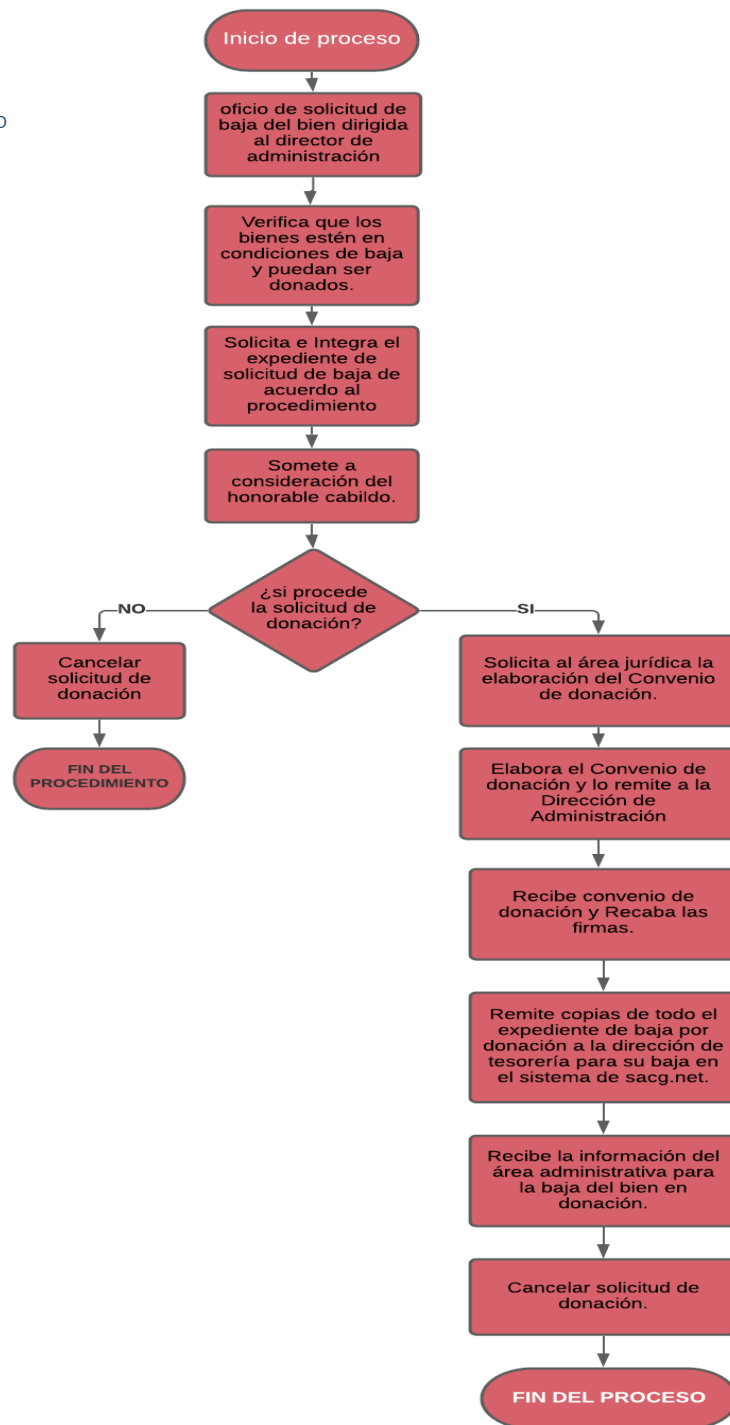 Inicio de proceso
o
oficio de solicitud de
baja del bien dirigida
al director de
administración
Verifica que los
bienes estén en
condiciones de baja
y puedan ser
donados.
Solicita e Integra el
expediente de
solicitud de baja de
acuerdo al
procedimiento
Somete a
consideración del
honorable cabildo.
¿si procede
la solicitud de
donación?
NO
SI
Cancelar
solicitud de
donación
FIN DEL
PROCEDIMIENTO
Solicita al área jurídica la
elaboración del Convenio
de donación.
Elabora el Convenio de
donación y lo remite a la
Dirección de
Administración
Recibe convenio de
donación y Recaba las
firmas.
Remite copias de todo el
expediente de baja por
donación a la dirección de
tesorería para su baja en
el sistema de sacg.net.
Recibe la información del
área administrativa para
la baja del bien en
donación.
Cancelar solicitud de
donación.
FIN DEL PROCESO